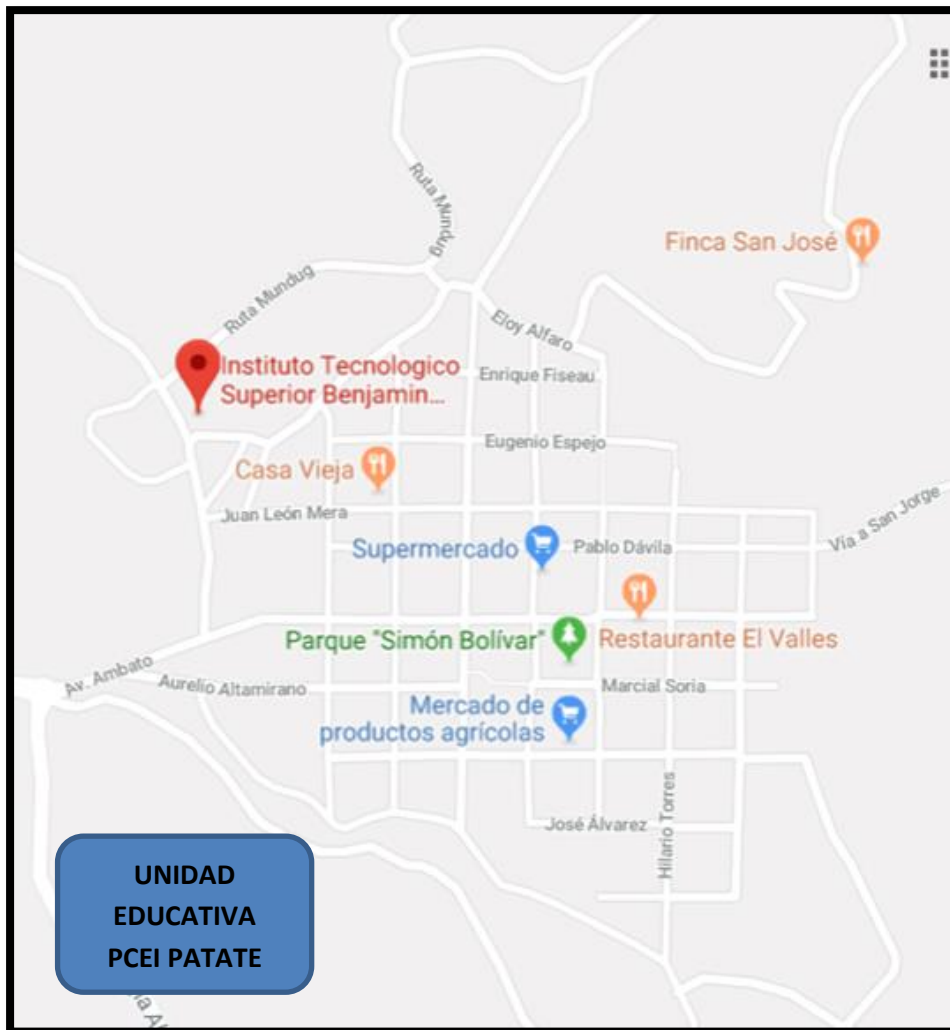 Ruta Mundug
Finca San José
Ruta Mundug
Eloy Alfaro
Instituto Tecnologico
Superior Benjamin...
Enrique Fiseau
Eugenio Espejo
Casa Vieja
Juan León Mera
Vía a San Jorge
Supermercado
Pablo Dávila
Parque "Simón Bolívar"
Restaurante El Valles
Av. Ambato
Aurelio Altamirano
Marcial Soria
Mercado de
productos agrícolas
José Álvarez
Hilario Torres
UNIDAD
EDUCATIVA
PCEI PATATE